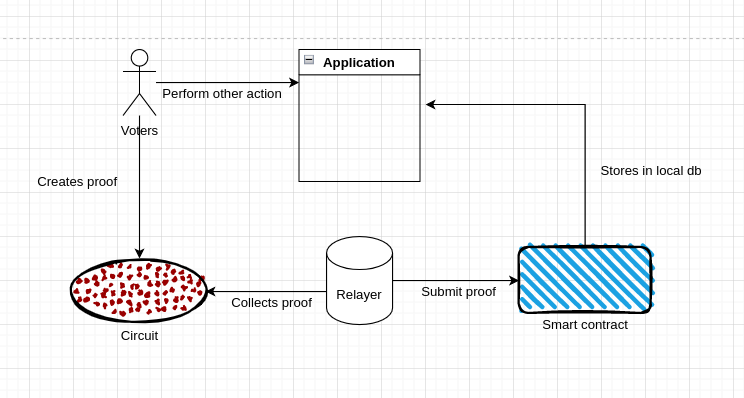 Application
Perform other action
Voters
Stores in local db
Creates proof
Relayer
Submit proof
Collects proof
Smart contract
Circuit